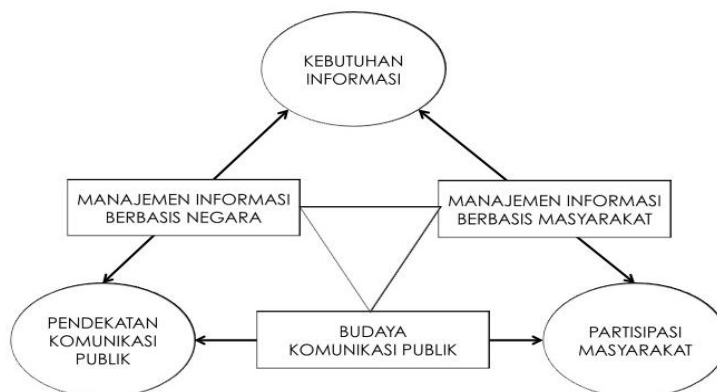 KEBUTUHAN
INFORMASI
MANAJEMEN INFORMASI
BERBASIS NEGARA
MANAJEMEN INFORMASI
BERBASIS MASYARAKAT
PENDEKATAN
KOMUNIKASI
PUBLIK
BUDAYA
KOMUNIKASI PUBLIK
PARTISIPASI
MASYARAKAT